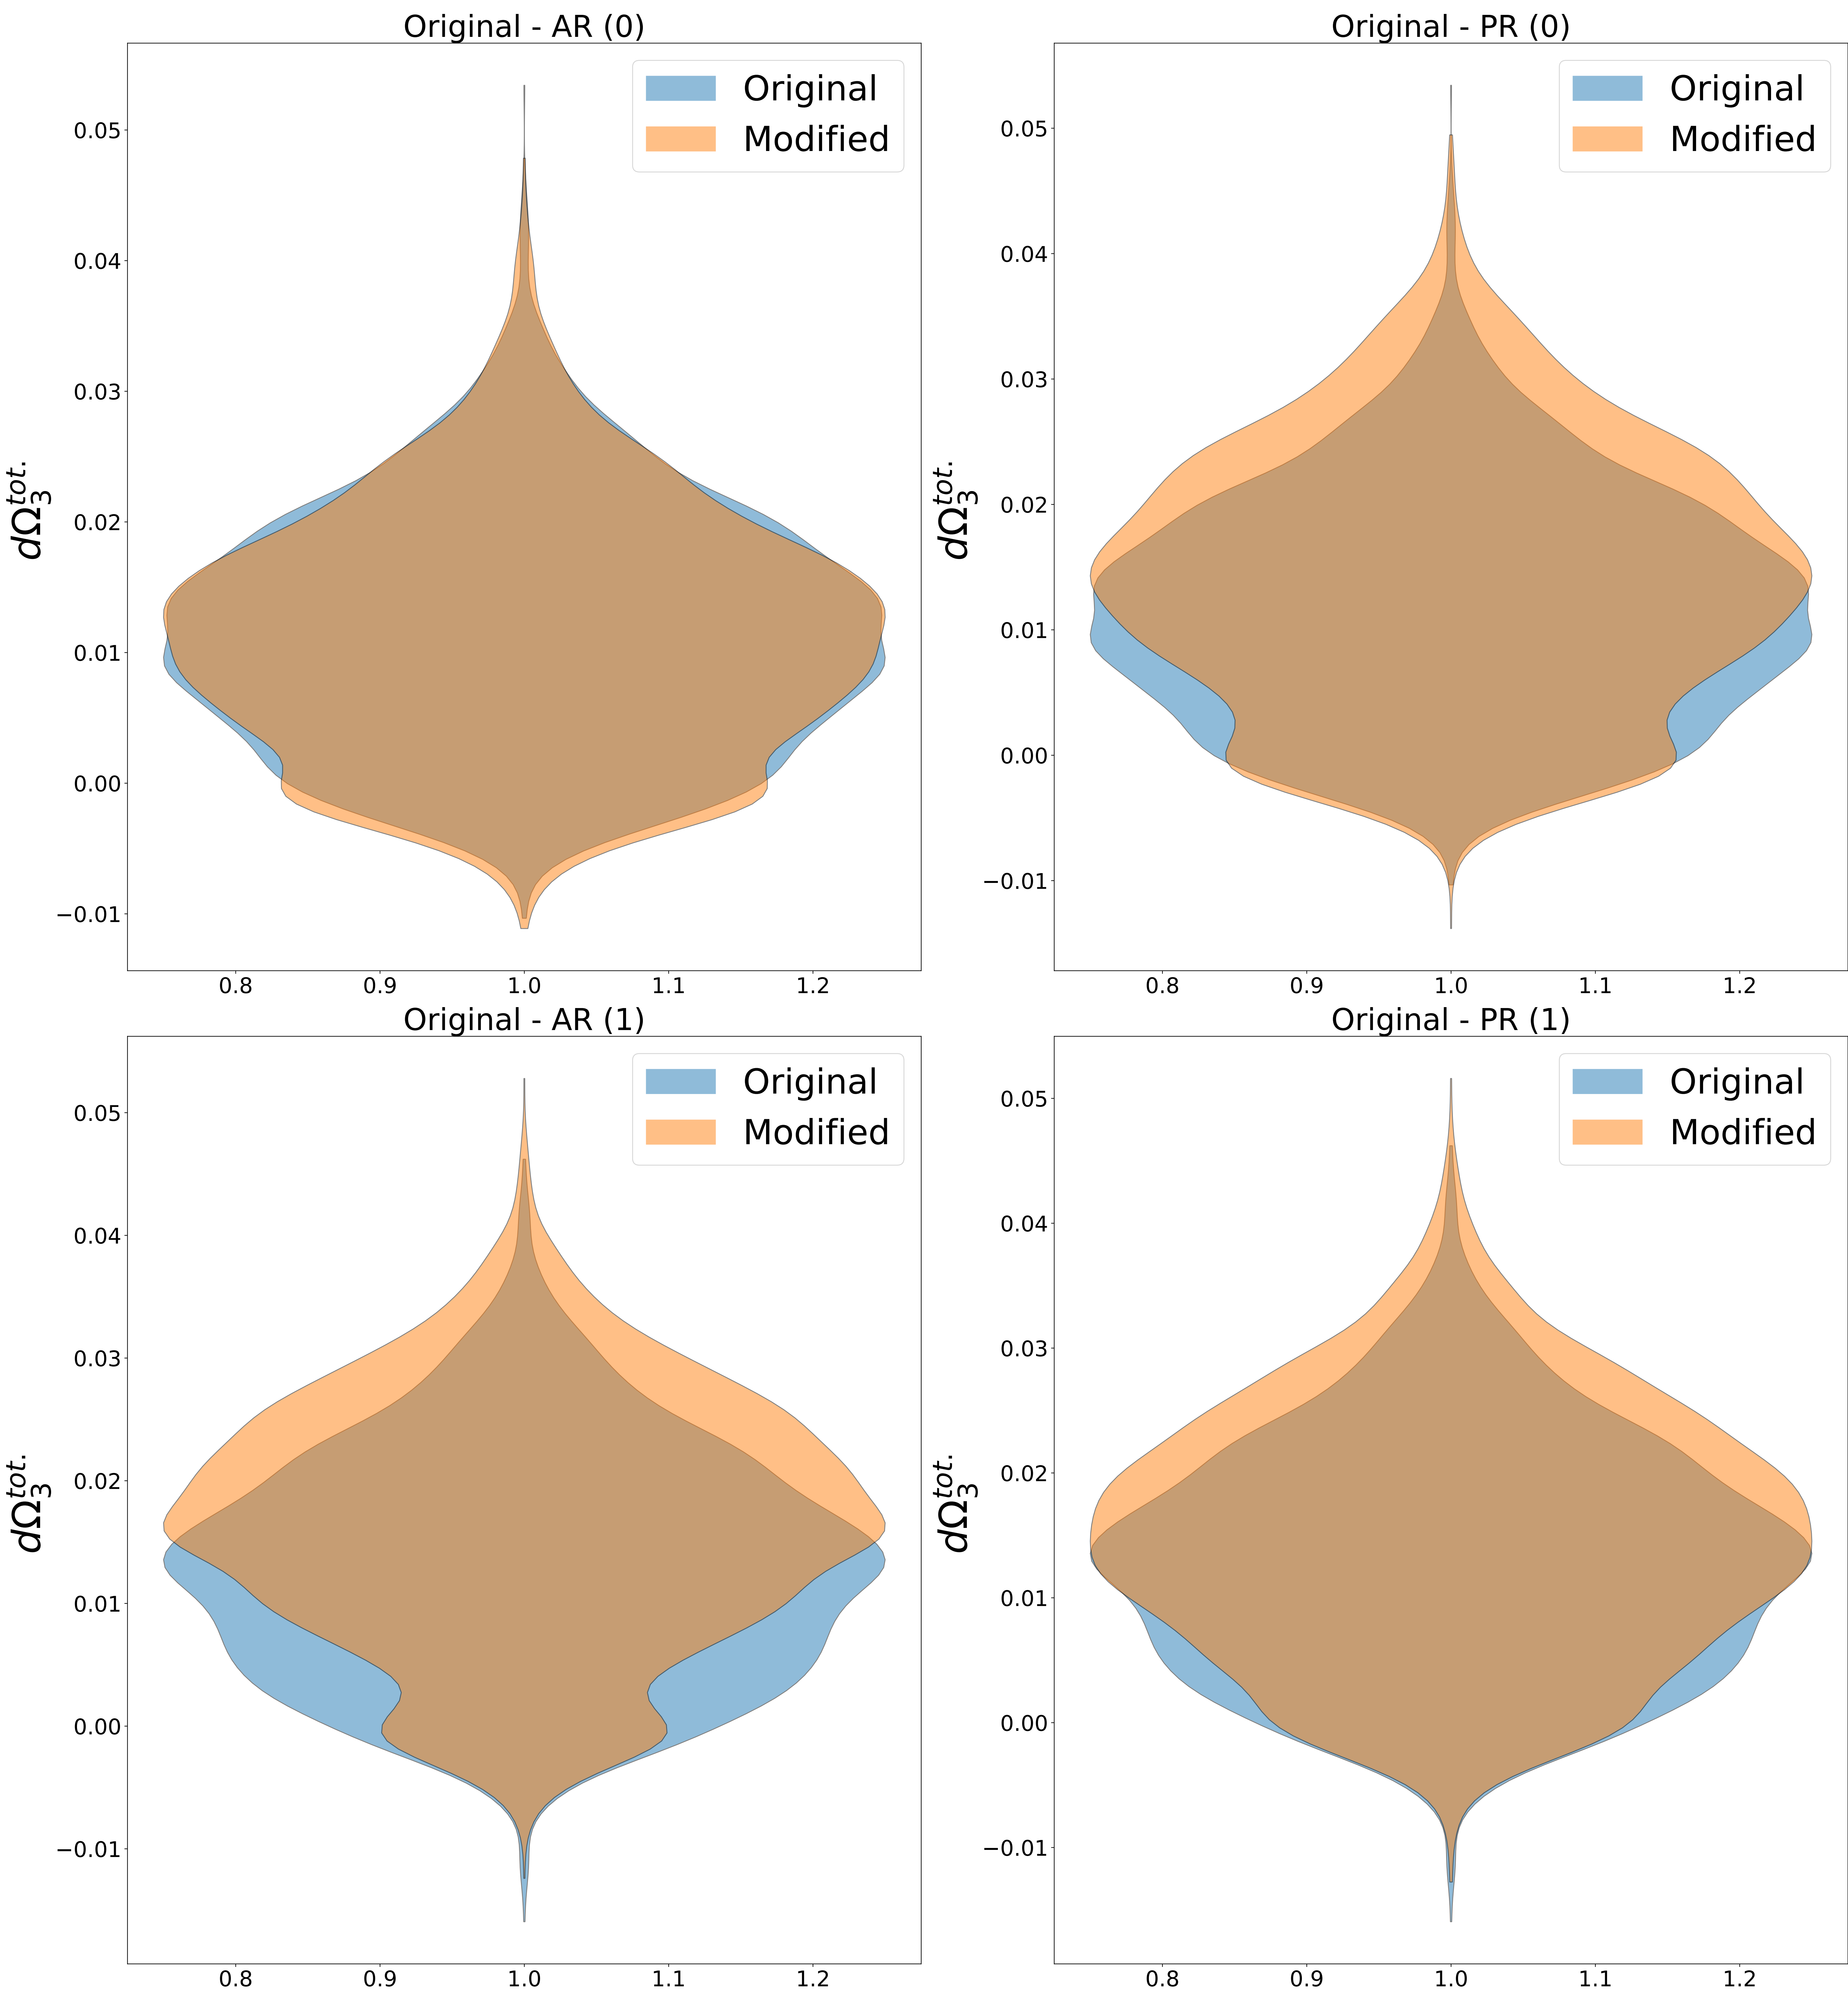 Original - AR (0)
Original
Modified
0.05
0.04
0.03
0.02
0.01
0.00
−0.01
dΩ₃ᵗᵒᵗ·
0.8 0.9 1.0 1.1 1.2
Original - PR (0)
Original
Modified
0.05
0.04
0.03
0.02
0.01
0.00
−0.01
dΩ₃ᵗᵒᵗ·
0.8 0.9 1.0 1.1 1.2
Original - AR (1)
Original
Modified
0.05
0.04
0.03
0.02
0.01
0.00
−0.01
dΩ₃ᵗᵒᵗ·
0.8 0.9 1.0 1.1 1.2
Original - PR (1)
Original
Modified
0.05
0.04
0.03
0.02
0.01
0.00
−0.01
dΩ₃ᵗᵒᵗ·
0.8 0.9 1.0 1.1 1.2